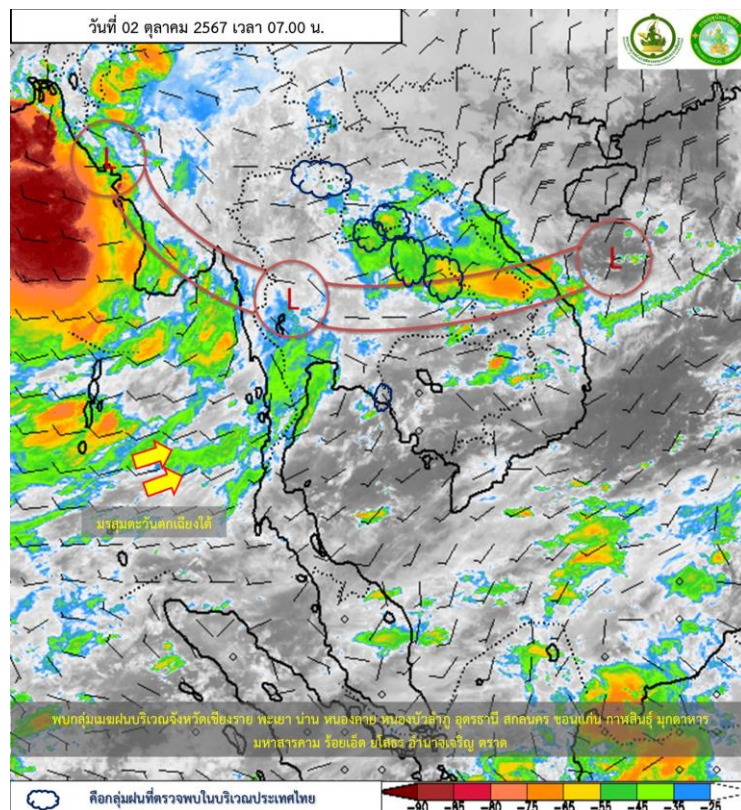 วันที่ 02 ตุลาคม 2567 เวลา 07.00 น.
L
L
L
มรสุมตะวันตกเฉียงใต้
พบกลุ่มเมฆฝนบริเวณจังหวัดเชียงราย พะเยา น่าน หนองคาย หนองบัวลำภู อุดรธานี สกลนคร ขอนแก่น กาฬสินธุ์ มุกดาหาร
มหาสารคาม ร้อยเอ็ด ยโสธร อำนาจเจริญ ตราด
คือกลุ่มฝนที่ตรวจพบในบริเวณประเทศไทย
-90 -85 -80 -75 -65 -55 -45 -35 -25